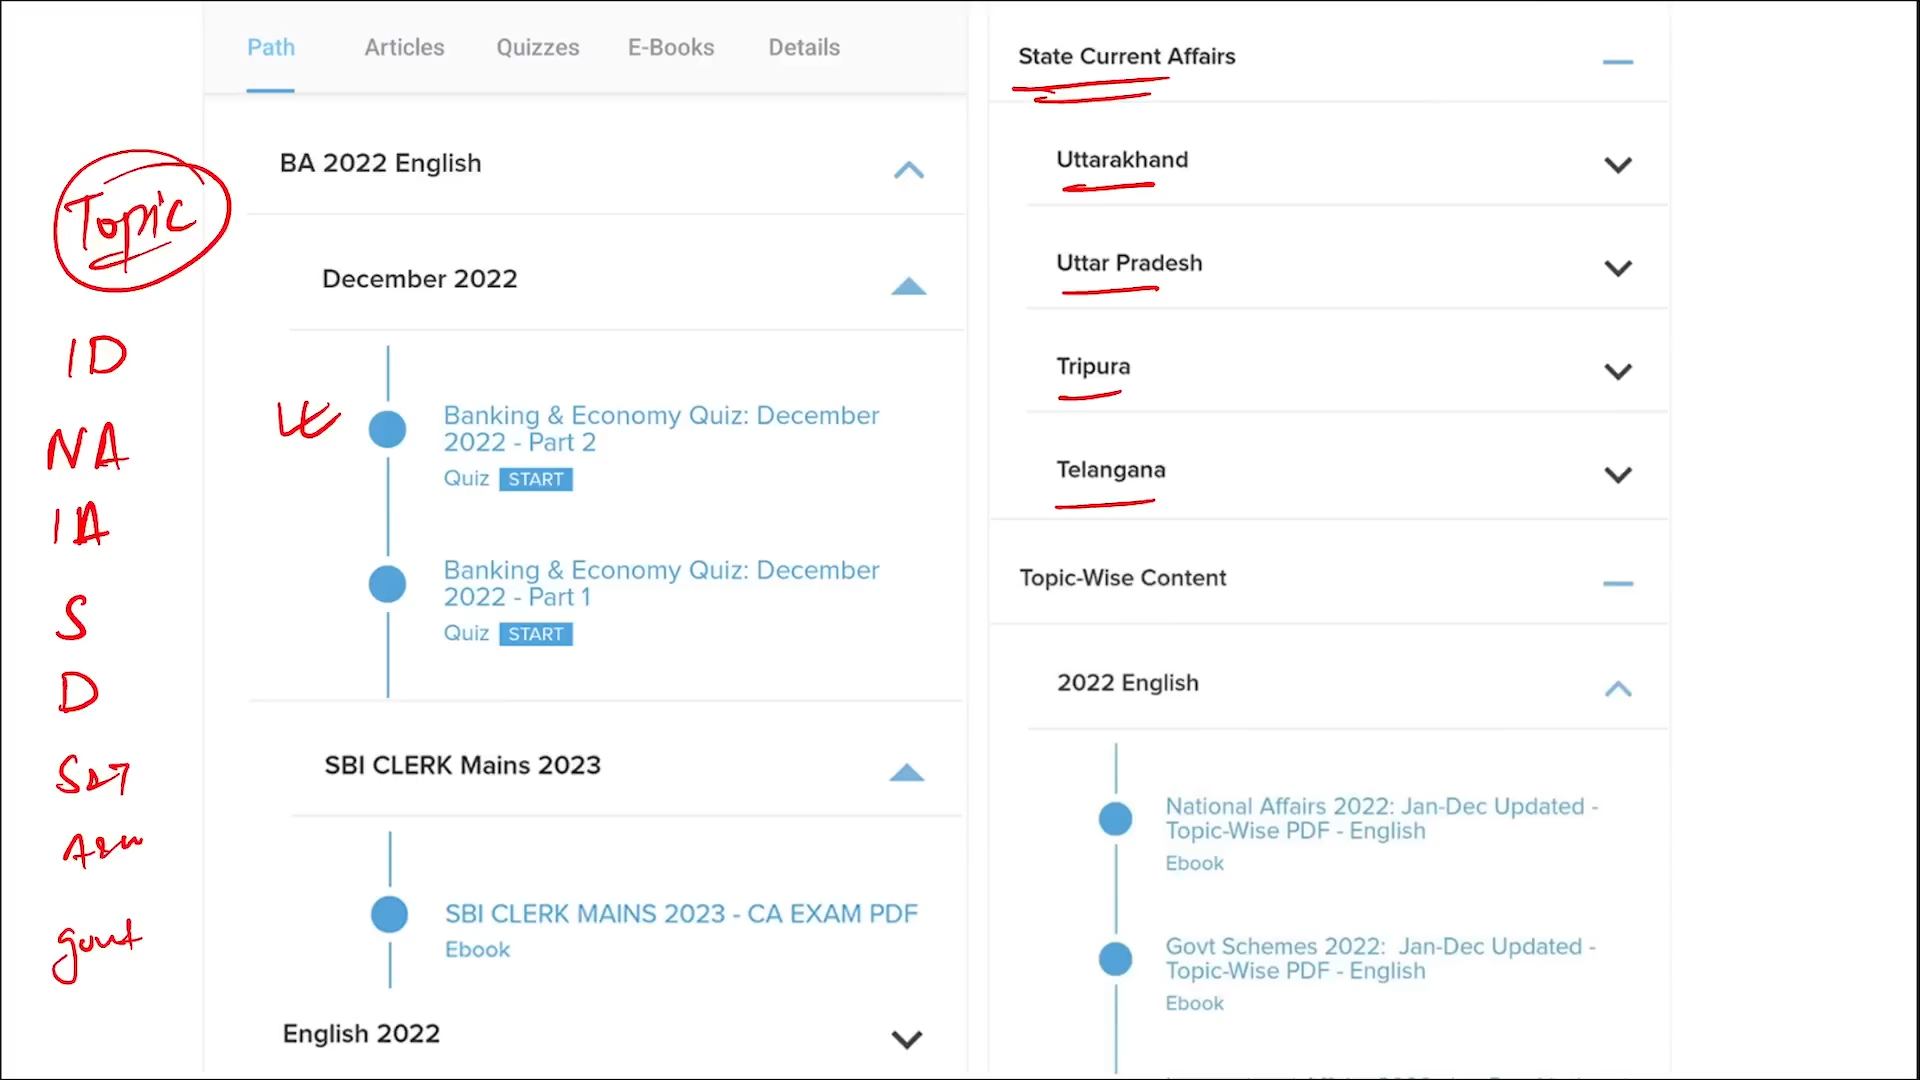 Topic
ID
NA
IA
S
D
S&T
govt
Path
Articles
Quizzes
E-Books
Details
BA 2022 English
December 2022
Banking & Economy Quiz: December
2022 - Part 2
Quiz START
Banking & Economy Quiz: December
2022 - Part 1
Quiz START
SBI CLERK Mains 2023
SBI CLERK MAINS 2023 - CA EXAM PDF
Ebook
English 2022
State Current Affairs
Uttarakhand
Uttar Pradesh
Tripura
Telangana
Topic-Wise Content
2022 English
National Affairs 2022: Jan-Dec Updated -
Topic-Wise PDF - English
Ebook
Govt Schemes 2022: Jan-Dec Updated -
Topic-Wise PDF - English
Ebook